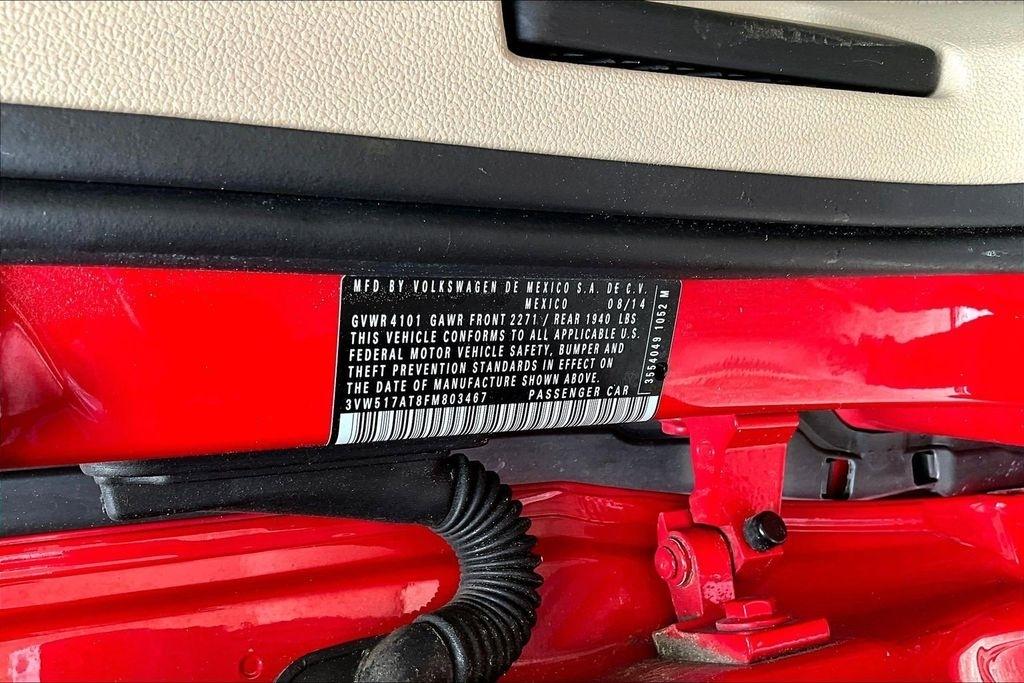 MFD BY VOLKSWAGEN DE MEXICO S.A. DE C.V.
MEXICO 08/14
GVWR 4101 GAWR FRONT 2271 / REAR 1940 LBS
THIS VEHICLE CONFORMS TO ALL APPLICABLE U.S.
FEDERAL MOTOR VEHICLE SAFETY, BUMPER AND
THEFT PREVENTION STANDARDS IN EFFECT ON
THE DATE OF MANUFACTURE SHOWN ABOVE.
3VW517AT8FM803467 PASSENGER CAR
3554049 1052 M